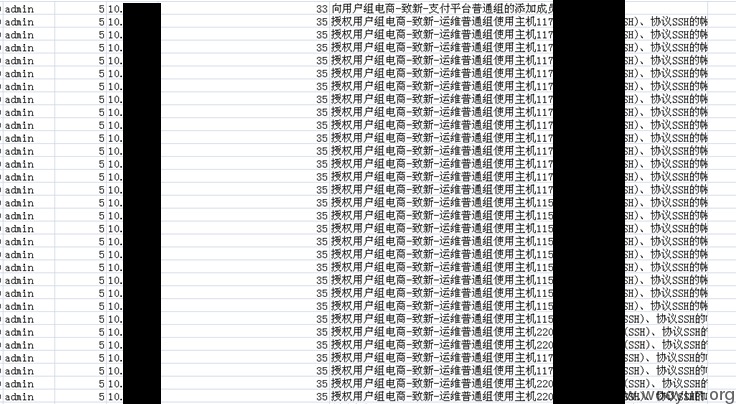 admin 5 10. 33 向用户组电商-致新-支付平台普通组的添加成员
admin 5 10. 35 授权用户组电商-致新-运维普通组使用主机117 SH)、协议SSH的
admin 5 10. 35 授权用户组电商-致新-运维普通组使用主机117 SH)、协议SSH的
admin 5 10. 35 授权用户组电商-致新-运维普通组使用主机117 SH)、协议SSH的
admin 5 10. 35 授权用户组电商-致新-运维普通组使用主机117 SH)、协议SSH的
admin 5 10. 35 授权用户组电商-致新-运维普通组使用主机117 SH)、协议SSH的
admin 5 10. 35 授权用户组电商-致新-运维普通组使用主机117 SH)、协议SSH的
admin 5 10. 35 授权用户组电商-致新-运维普通组使用主机117 SH)、协议SSH的
admin 5 10. 35 授权用户组电商-致新-运维普通组使用主机117 SH)、协议SSH的
admin 5 10. 35 授权用户组电商-致新-运维普通组使用主机117 SH)、协议SSH的
admin 5 10. 35 授权用户组电商-致新-运维普通组使用主机117 SH)、协议SSH的
admin 5 10. 35 授权用户组电商-致新-运维普通组使用主机117 SH)、协议SSH的
admin 5 10. 35 授权用户组电商-致新-运维普通组使用主机117 SH)、协议SSH的
admin 5 10. 35 授权用户组电商-致新-运维普通组使用主机117 SH)、协议SSH的
admin 5 10. 35 授权用户组电商-致新-运维普通组使用主机115 SH)、协议SSH的
admin 5 10. 35 授权用户组电商-致新-运维普通组使用主机115 SH)、协议SSH的
admin 5 10. 35 授权用户组电商-致新-运维普通组使用主机115 SH)、协议SSH的
admin 5 10. 35 授权用户组电商-致新-运维普通组使用主机115 SH)、协议SSH的
admin 5 10. 35 授权用户组电商-致新-运维普通组使用主机115 SH)、协议SSH的
admin 5 10. 35 授权用户组电商-致新-运维普通组使用主机117 SH)、协议SSH的
admin 5 10. 35 授权用户组电商-致新-运维普通组使用主机115 SH)、协议SSH的
admin 5 10. 35 授权用户组电商-致新-运维普通组使用主机115 SH)、协议SSH的
admin 5 10. 35 授权用户组电商-致新-运维普通组使用主机115 SH)、协议SSH的
admin 5 10. 35 授权用户组电商-致新-运维普通组使用主机115 SH)、协议SSH的
admin 5 10. 35 授权用户组电商-致新-运维普通组使用主机115 SSH)、协议SSH的
admin 5 10. 35 授权用户组电商-致新-运维普通组使用主机220 (SSH)、协议SSH的
admin 5 10. 35 授权用户组电商-致新-运维普通组使用主机220 (SSH)、协议SSH的
admin 5 10. 35 授权用户组电商-致新-运维普通组使用主机117 SSH)、协议SSH的
admin 5 10. 35 授权用户组电商-致新-运维普通组使用主机220 (SSH)、协议SSH的
admin 5 10. 35 授权用户组电商-致新-运维普通组使用主机117 SSH)、协议SSH的
admin 5 10. 35 授权用户组电商-致新-运维普通组使用主机220
www.wooyun.org